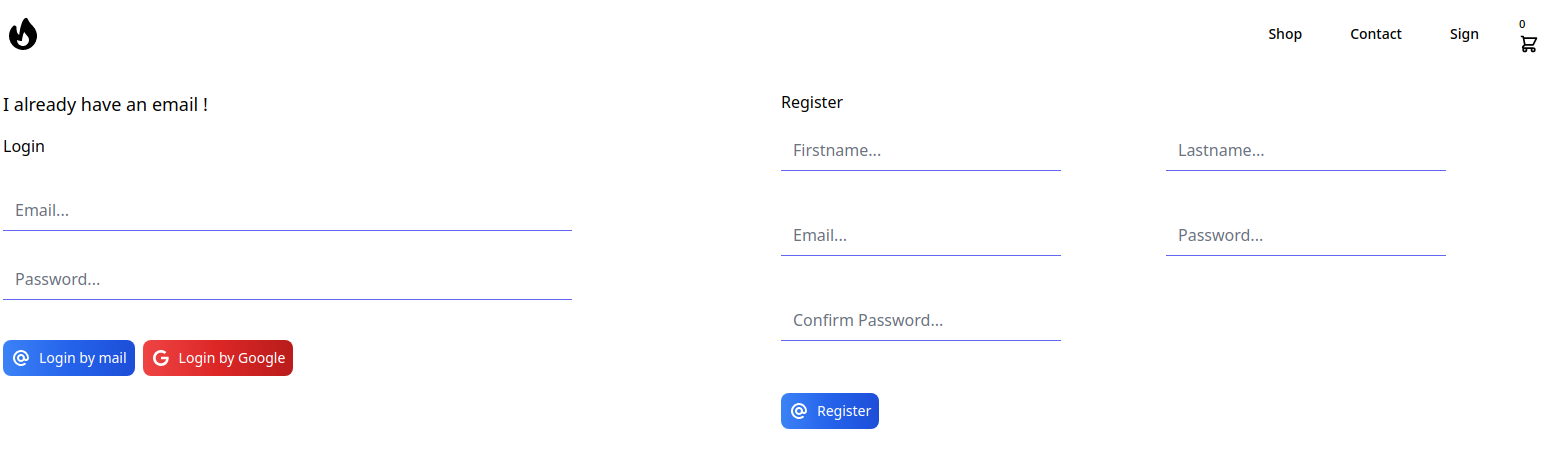 Shop Contact Sign 0
I already have an email !
Login
Email...
Password...
Login by mail Login by Google
Register
Firstname... Lastname...
Email... Password...
Confirm Password...
Register